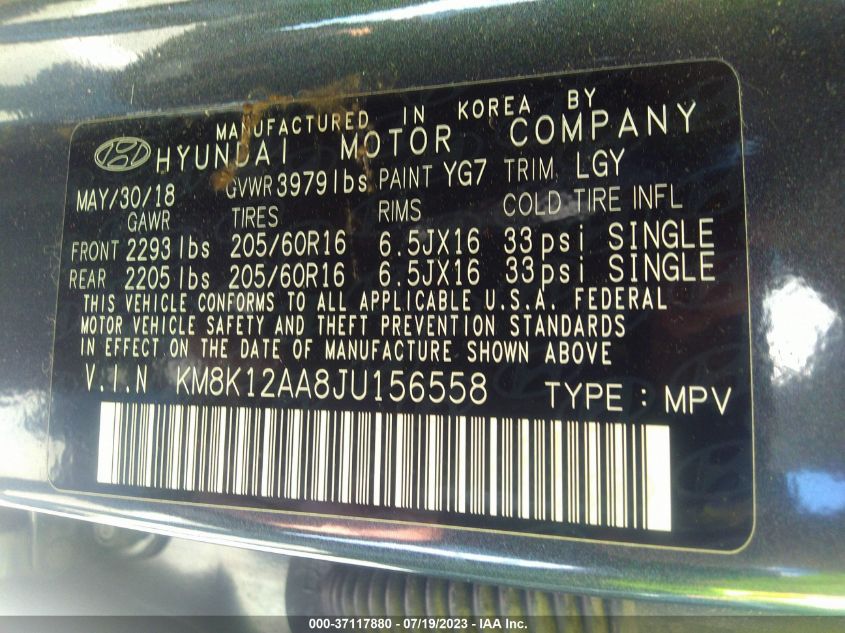 MANUFACTURED IN KOREA BY
HYUNDAI MOTOR COMPANY
MAY/30/18 GVWR 3979 lbs PAINT YG7 TRIM LGY
GAWR TIRES RIMS COLD TIRE INFL
FRONT 2293 lbs 205/60R16 6.5JX16 33 psi SINGLE
REAR 2205 lbs 205/60R16 6.5JX16 33 psi SINGLE
THIS VEHICLE CONFORMS TO ALL APPLICABLE U.S.A. FEDERAL
MOTOR VEHICLE SAFETY AND THEFT PREVENTION STANDARDS
IN EFFECT ON THE DATE OF MANUFACTURE SHOWN ABOVE
V.I.N KM8K12AA8JU156558 TYPE : MPV
000-37117880 / 07/19/2023 - IAA Inc.